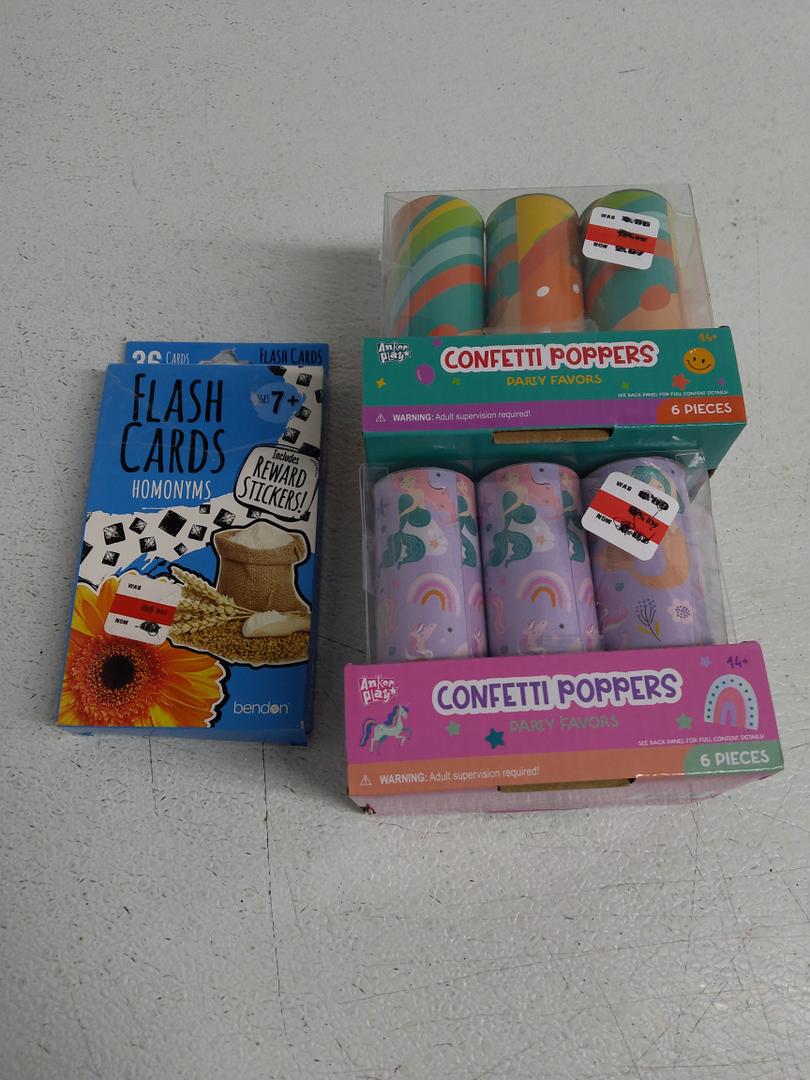 36 CARDS
FLASH CARDS
FLASH
CARDS
HOMONYMS
AGES 7+
Includes
REWARD
STICKERS!
WAS
NOW
bendon
WAS
NOW
Anker
play
CONFETTI POPPERS
PARTY FAVORS
14+
SEE BACK PANEL FOR FULL CONTENT DETAILS!
WARNING: Adult supervision required!
6 PIECES
WAS
NOW
Anker
play
CONFETTI POPPERS
PARTY FAVORS
14+
SEE BACK PANEL FOR FULL CONTENT DETAILS!
WARNING: Adult supervision required!
6 PIECES